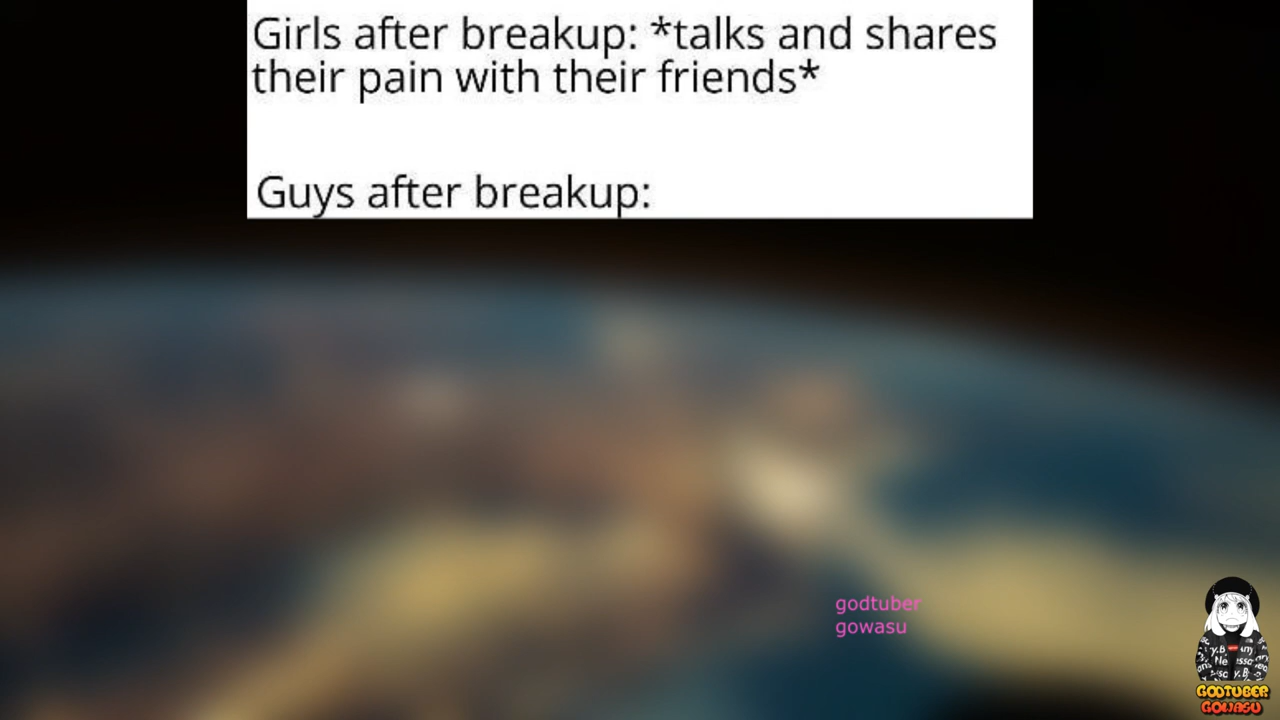 Girls after breakup: *talks and shares
their pain with their friends*
Guys after breakup:
godtuber
gowasu
GODTUBER
GOWASU